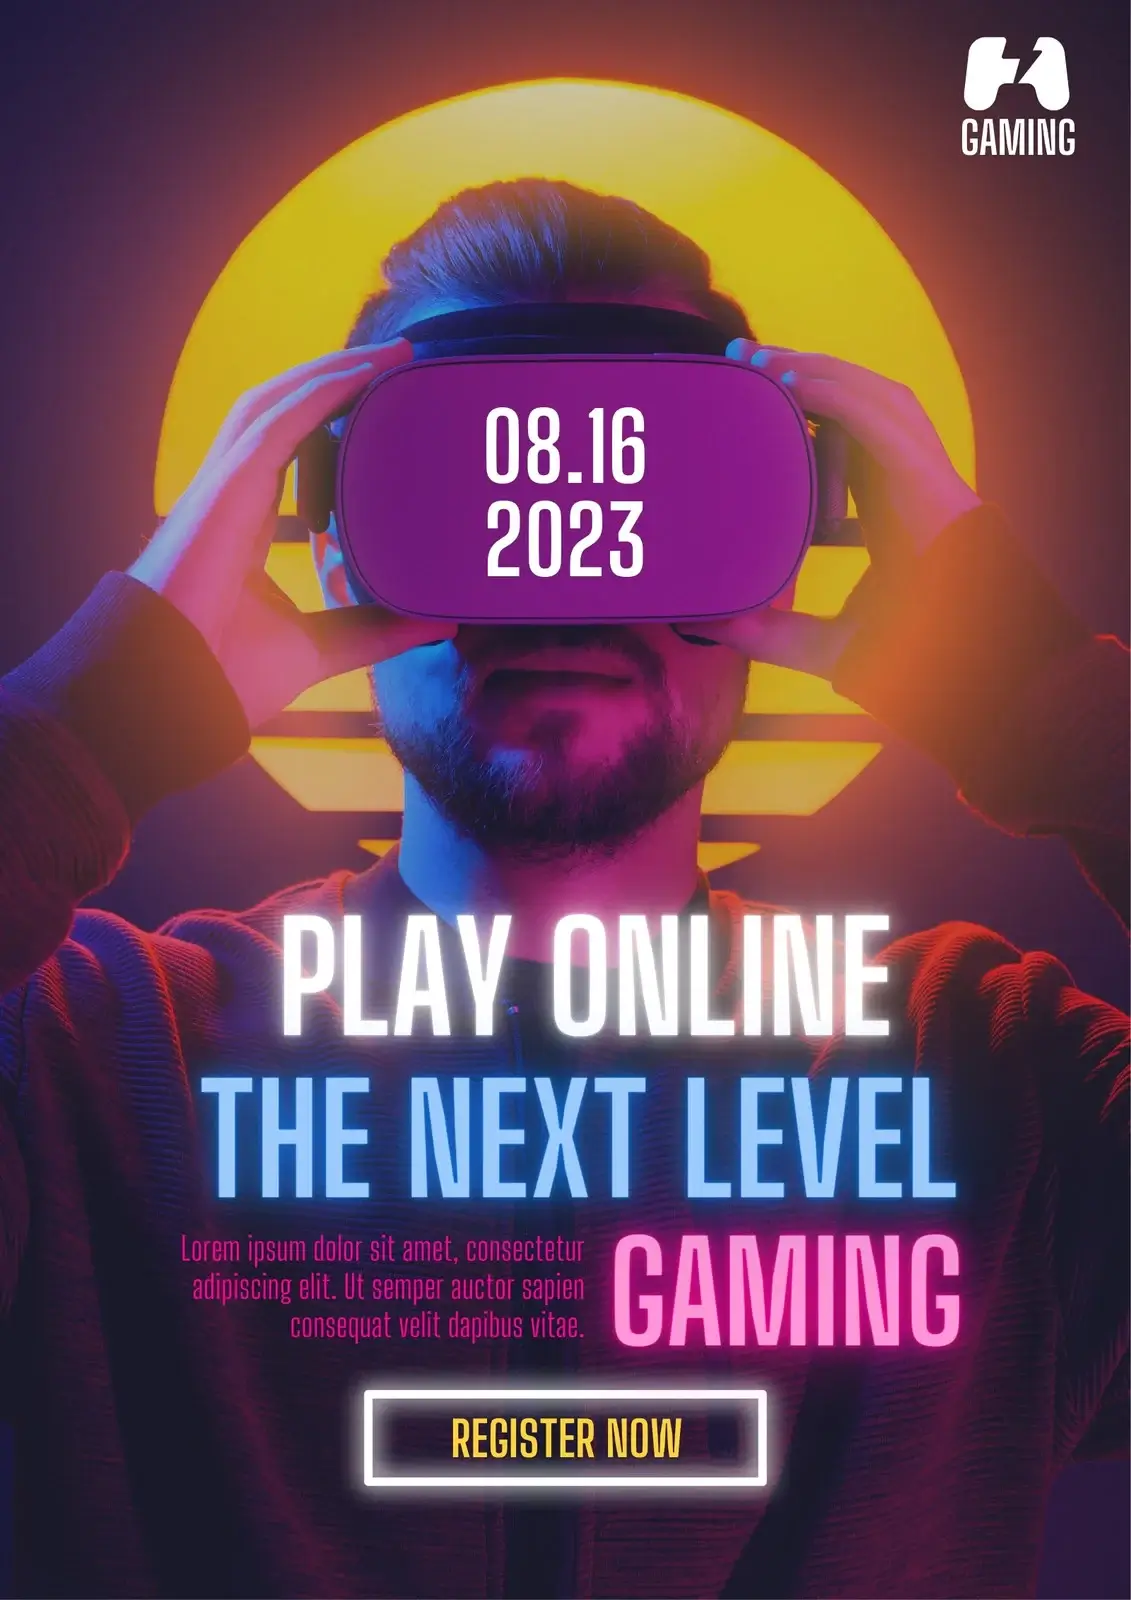 GAMING
08.16
2023
PLAY ONLINE
THE NEXT LEVEL
GAMING
Lorem ipsum dolor sit amet, consectetur
adipiscing elit. Ut semper auctor sapien
consequat velit dapibus vitae.
REGISTER NOW